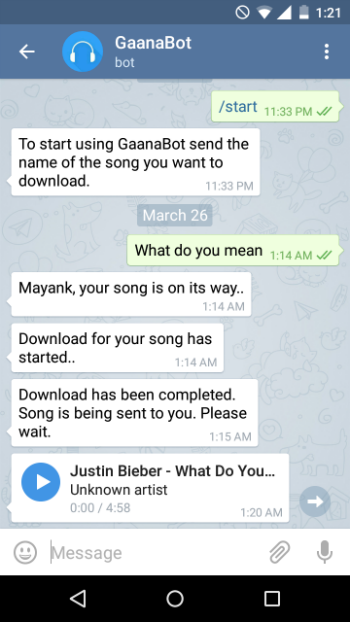 1:21
GaanaBot
bot
/start 11:33 PM
To start using GaanaBot send the
name of the song you want to
download.
11:33 PM
March 26
What do you mean 1:14 AM
Mayank, your song is on its way..
1:14 AM
Download for your song has
started..
1:14 AM
Download has been completed.
Song is being sent to you. Please
wait.
1:15 AM
Justin Bieber - What Do You...
Unknown artist
0:00 / 4:58
1:20 AM
Message